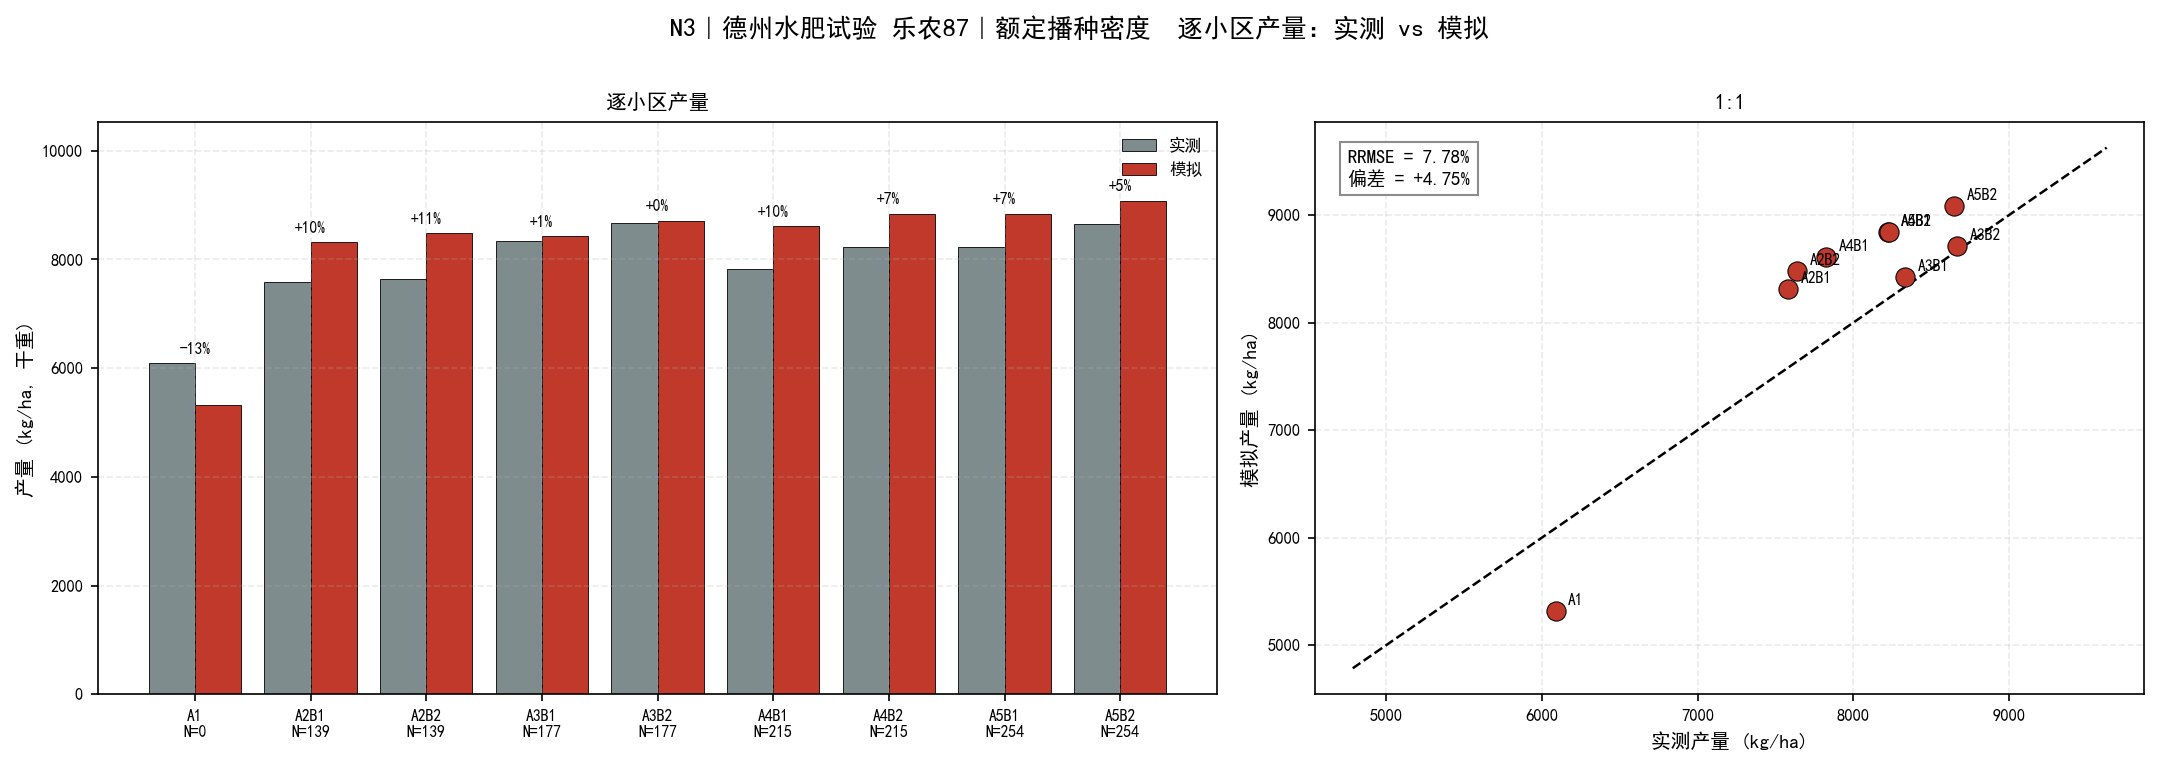 N3｜德州水肥试验 乐农87｜额定播种密度  逐小区产量：实测 vs 模拟
逐小区产量
产量 (kg/ha, 干重)
10000
8000
6000
4000
2000
0
实测
模拟
-13%
+10%
+11%
+1%
+0%
+10%
+7%
+7%
+5%
A1
N=0
A2B1
N=139
A2B2
N=139
A3B1
N=177
A3B2
N=177
A4B1
N=215
A4B2
N=215
A5B1
N=254
A5B2
N=254
1:1
RRMSE = 7.78%
偏差 = +4.75%
模拟产量 (kg/ha)
9000
8000
7000
6000
5000
A5B2
A3B2
A4B1
A3B1
A2B2
A2B1
A1
5000
6000
7000
8000
9000
实测产量 (kg/ha)